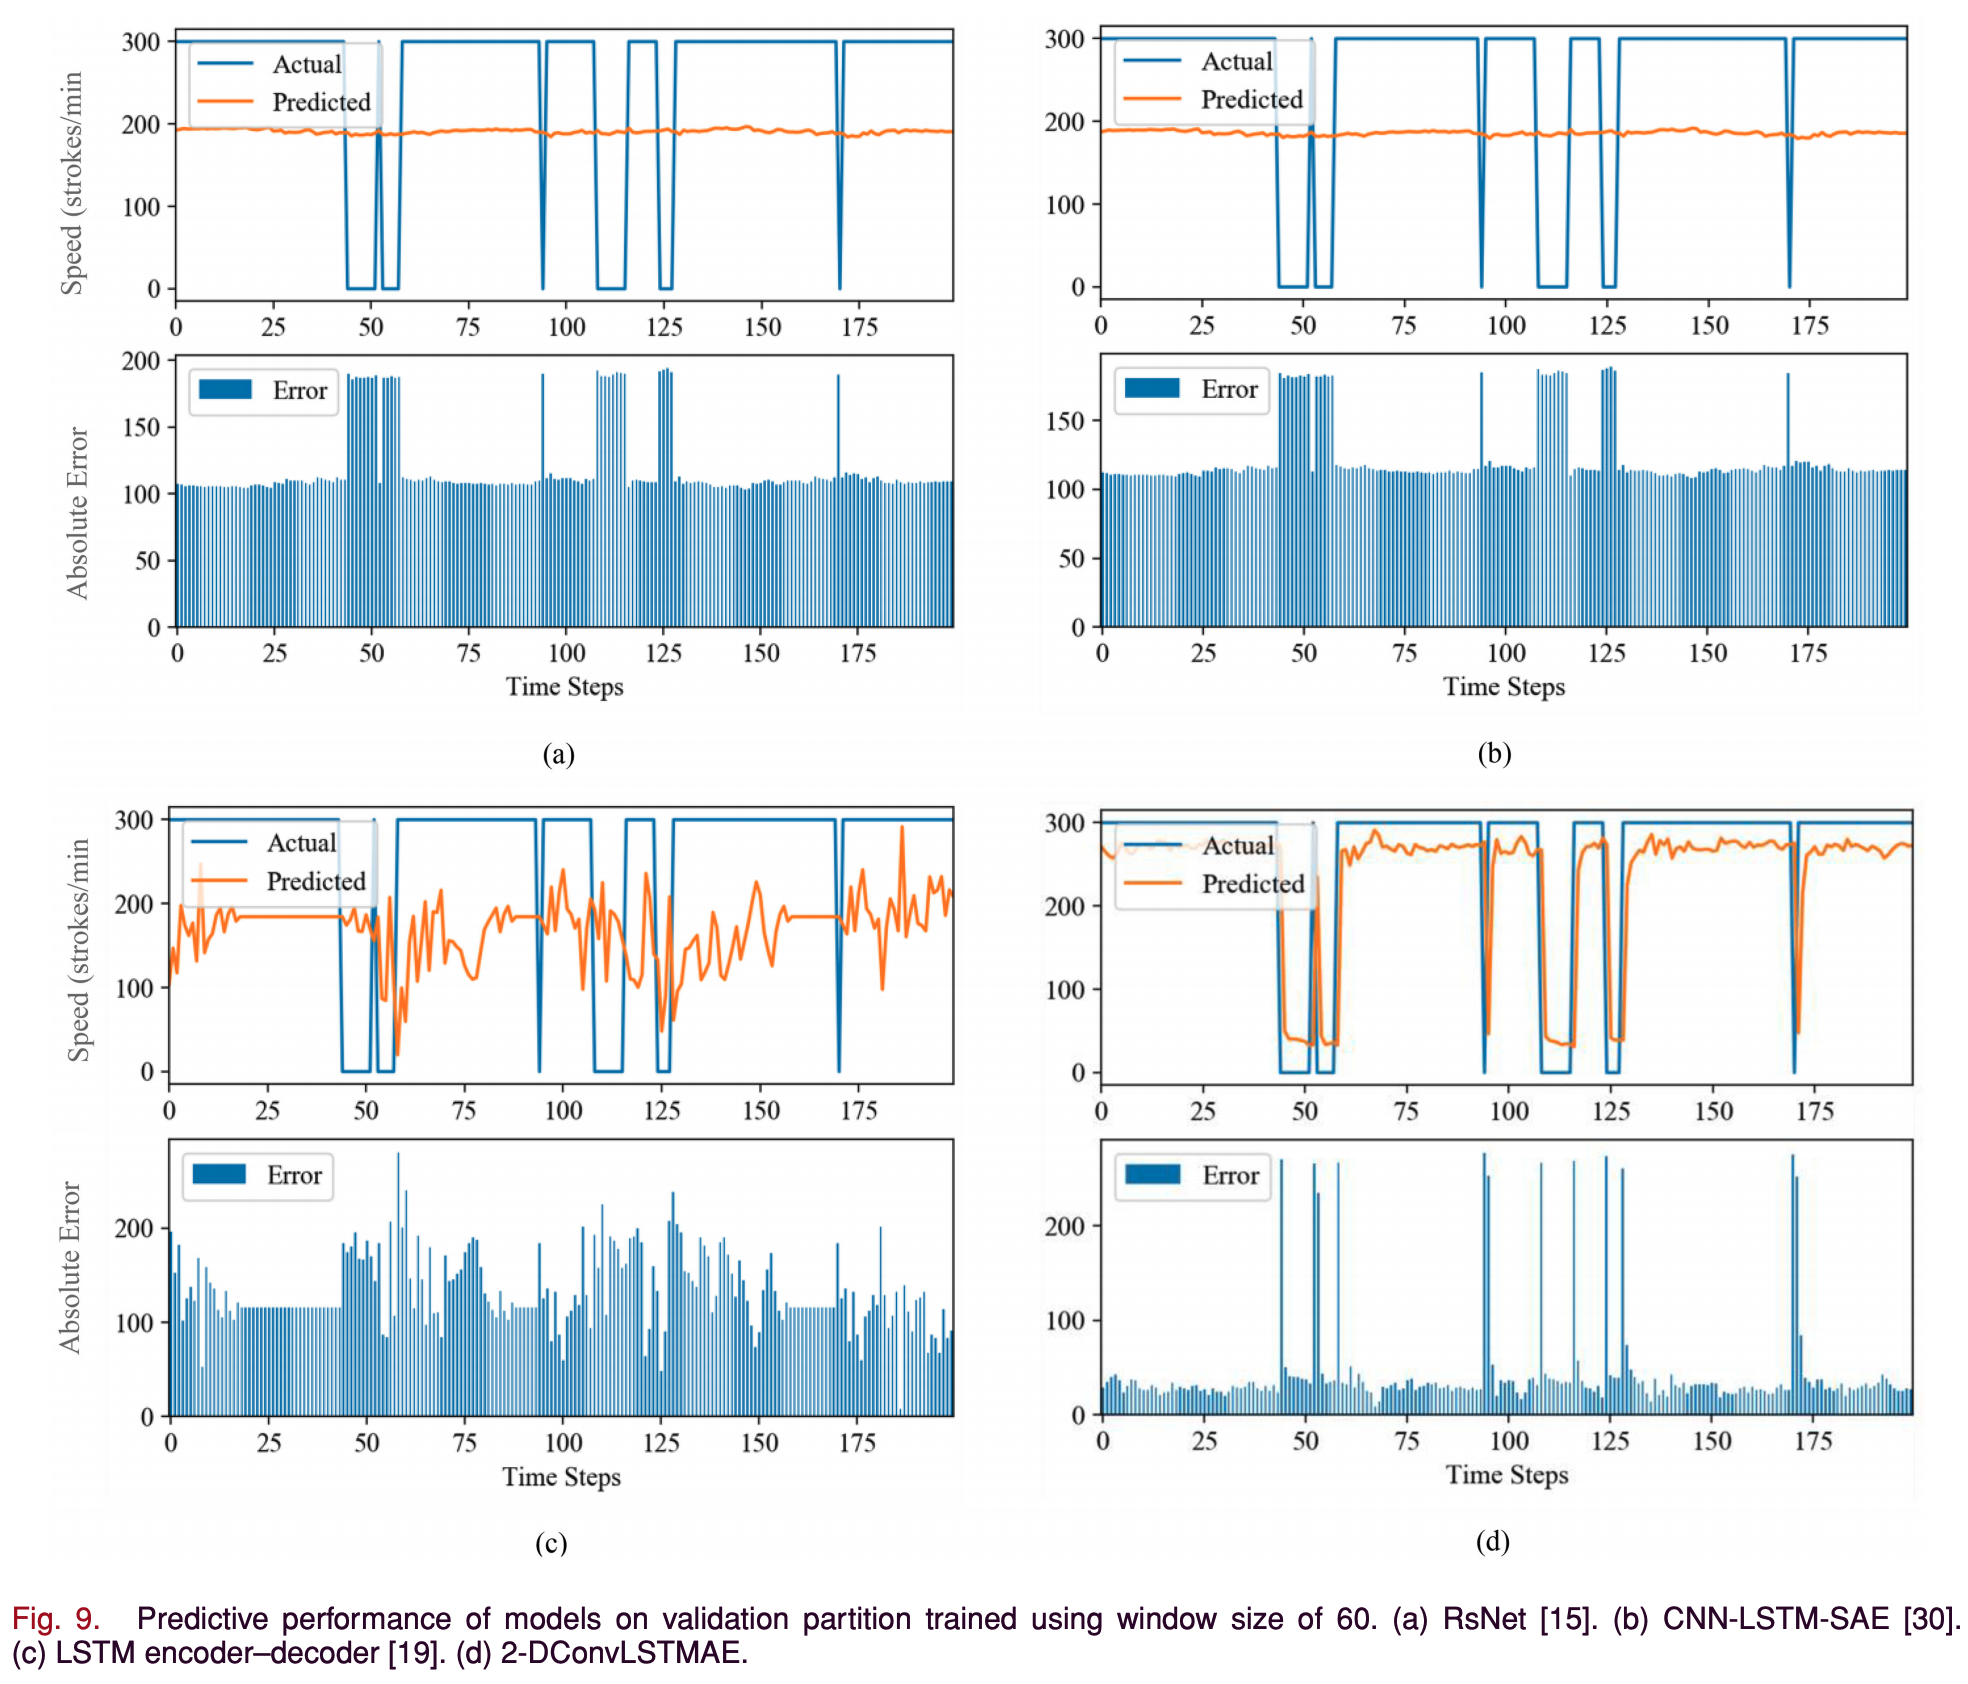 300
200
100
0
Speed (strokes/min
Actual
Predicted
0 25 50 75 100 125 150 175
200
150
100
50
0
Absolute Error
Error
0 25 50 75 100 125 150 175
Time Steps
(a)
300
200
100
0
Actual
Predicted
0 25 50 75 100 125 150 175
150
100
50
0
Error
0 25 50 75 100 125 150 175
Time Steps
(b)
300
200
100
0
Speed (strokes/min
Actual
Predicted
0 25 50 75 100 125 150 175
200
100
0
Absolute Error
Error
0 25 50 75 100 125 150 175
Time Steps
(c)
300
200
100
0
Actual
Predicted
0 25 50 75 100 125 150 175
200
100
0
Error
0 25 50 75 100 125 150 175
Time Steps
(d)
Fig. 9. Predictive performance of models on validation partition trained using window size of 60. (a) RsNet [15]. (b) CNN-LSTM-SAE [30].
(c) LSTM encoder–decoder [19]. (d) 2-DConvLSTMAE.